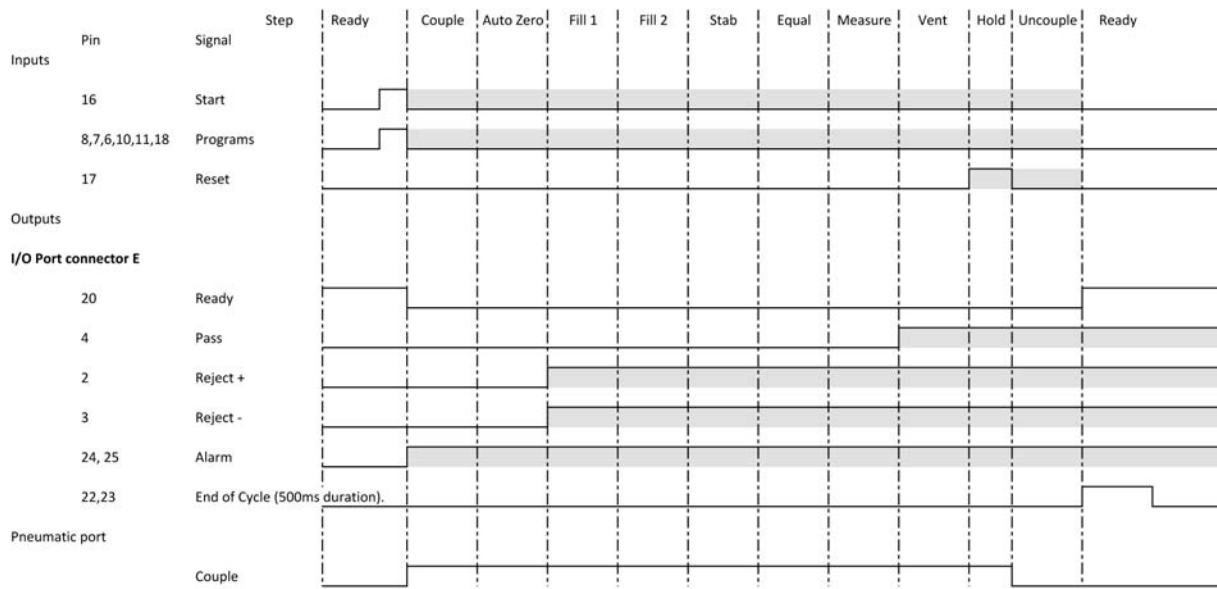 Step Ready Couple Auto Zero Fill 1 Fill 2 Stab Equal Measure Vent Hold Uncouple Ready
Pin Signal
Inputs
16 Start
8,7,6,10,11,18 Programs
17 Reset
Outputs
I/O Port connector E
20 Ready
4 Pass
2 Reject +
3 Reject -
24, 25 Alarm
22,23 End of Cycle (500ms duration).
Pneumatic port
Couple